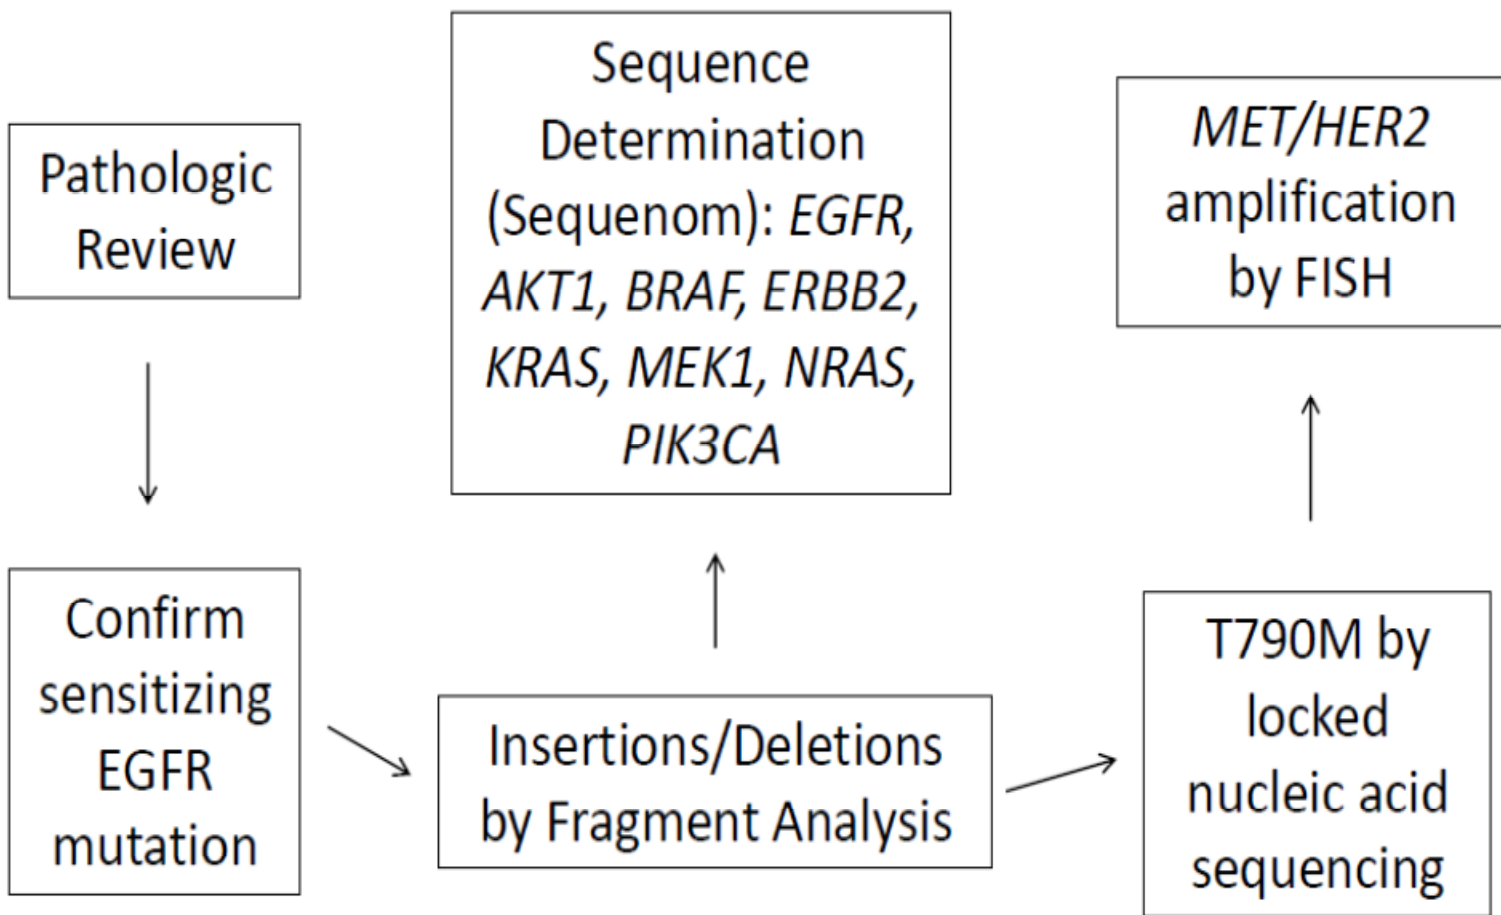 Pathologic
Review
Confirm
sensitizing
EGFR
mutation
Insertions/Deletions
by Fragment Analysis
Sequence
Determination
(Sequenom): EGFR,
AKT1, BRAF, ERBB2,
KRAS, MEK1, NRAS,
PIK3CA
T790M by
locked
nucleic acid
sequencing
MET/HER2
amplification
by FISH